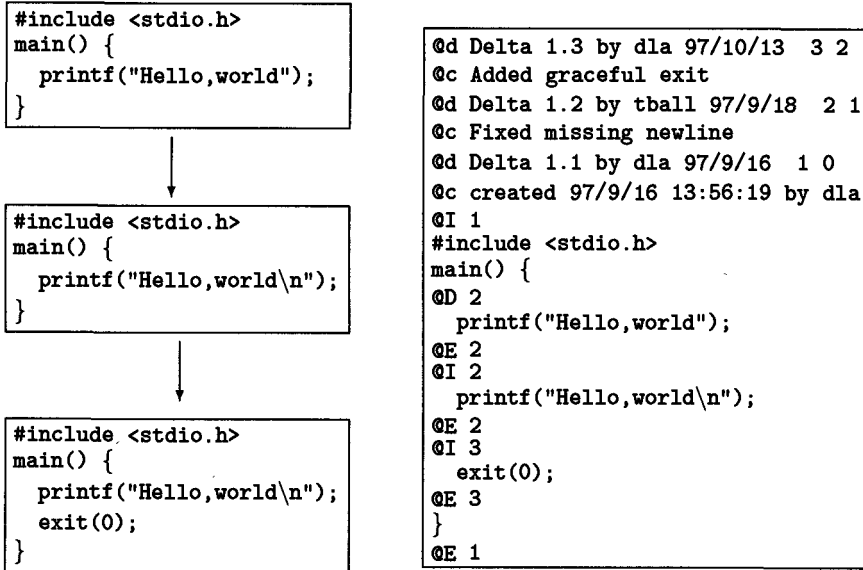 #include <stdio.h>
main() {
  printf("Hello,world");
}
#include <stdio.h>
main() {
  printf("Hello,world\n");
}
#include <stdio.h>
main() {
  printf("Hello,world\n");
  exit(0);
}
@d Delta 1.3 by dla 97/10/13  3 2
@c Added graceful exit
@d Delta 1.2 by tball 97/9/18  2 1
@c Fixed missing newline
@d Delta 1.1 by dla 97/9/16  1 0
@c created 97/9/16 13:56:19 by dla
@I 1
#include <stdio.h>
main() {
@D 2
  printf("Hello,world");
@E 2
@I 2
  printf("Hello,world\n");
@E 2
@I 3
  exit(0);
@E 3
}
@E 1